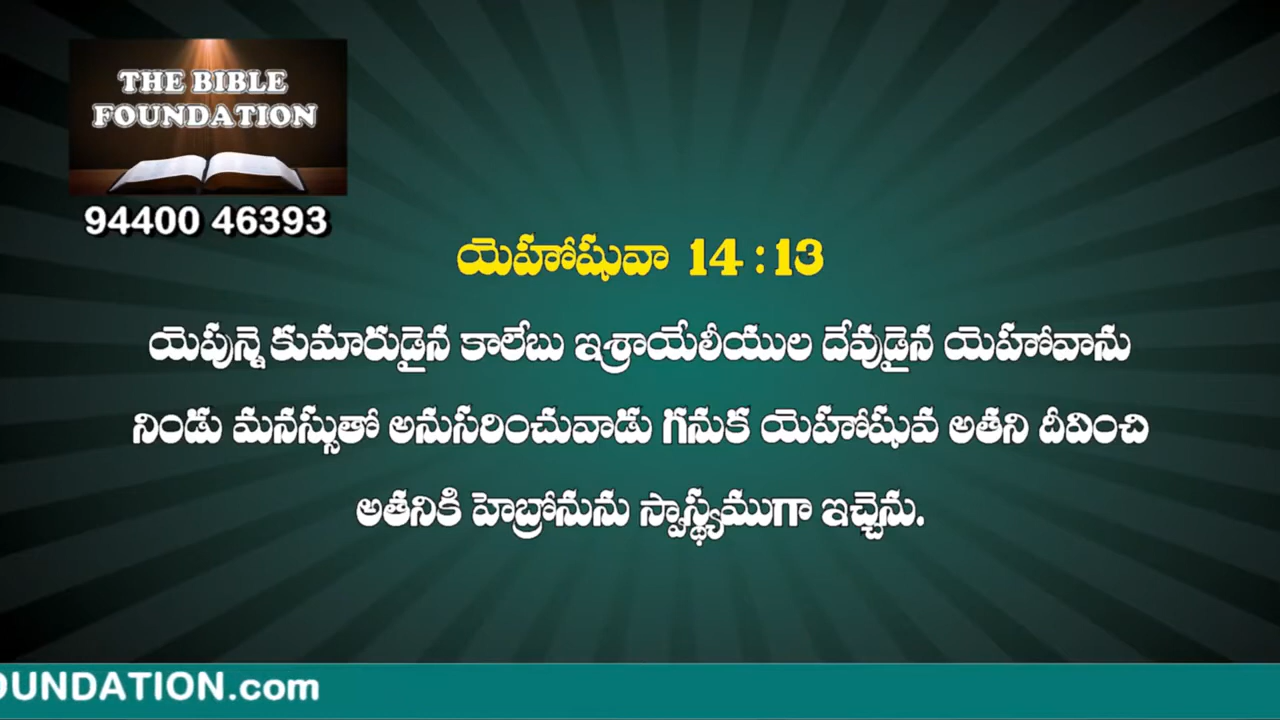 THE BIBLE
FOUNDATION
94400 46393
యెహోషువా 14 : 13
యెపున్నె కుమారుడైన కాలేబు ఇశ్రాయేలీయుల దేవుడైన యెహోవాను
నిండు మనస్సుతో అనుసరించువాడు గనుక యెహోషువ అతని దీవించి
అతనికి హెబ్రోనును స్వాస్థ్యముగా ఇచ్చెను.
OUNDATION.com